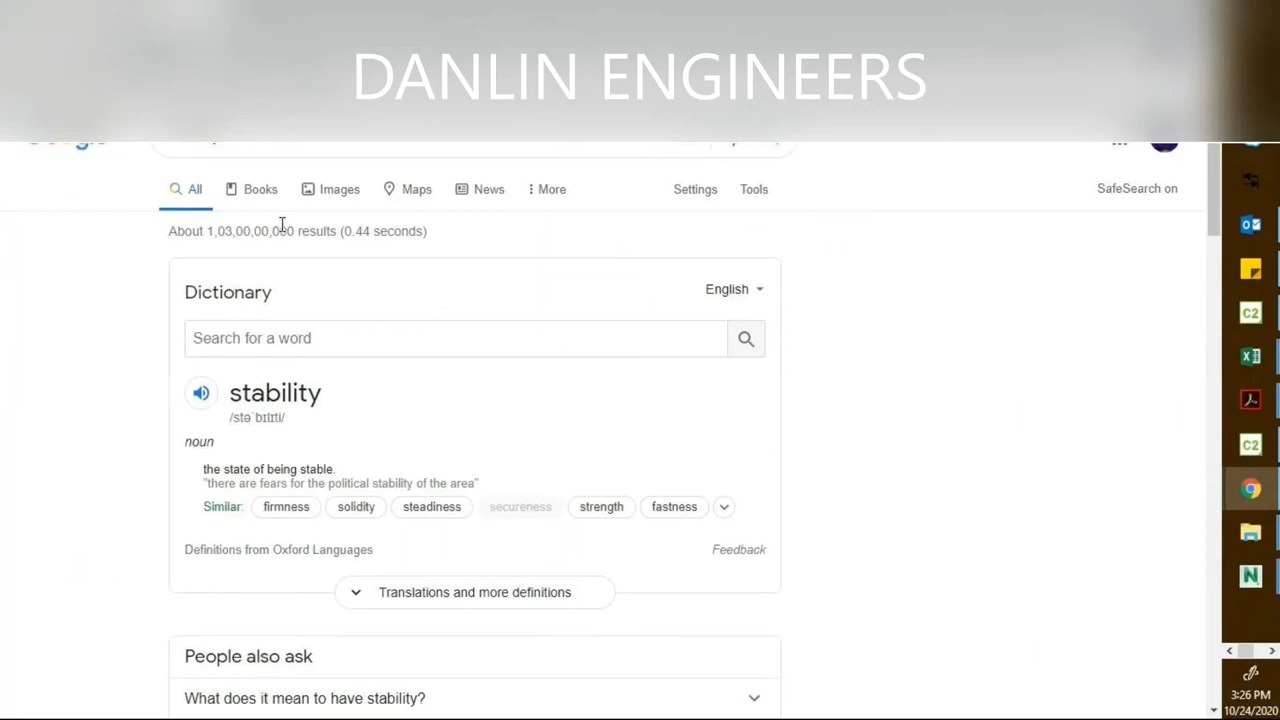 DANLIN ENGINEERS
All Books Images Maps News More Settings Tools SafeSearch on
About 1,03,00,00,000 results (0.44 seconds)
Dictionary English
Search for a word
stability
/stəˈbɪlɪti/
noun
the state of being stable.
"there are fears for the political stability of the area"
Similar: firmness solidity steadiness secureness strength fastness
Definitions from Oxford Languages Feedback
Translations and more definitions
People also ask
What does it mean to have stability?
C2
C2
3:26 PM
10/24/2020